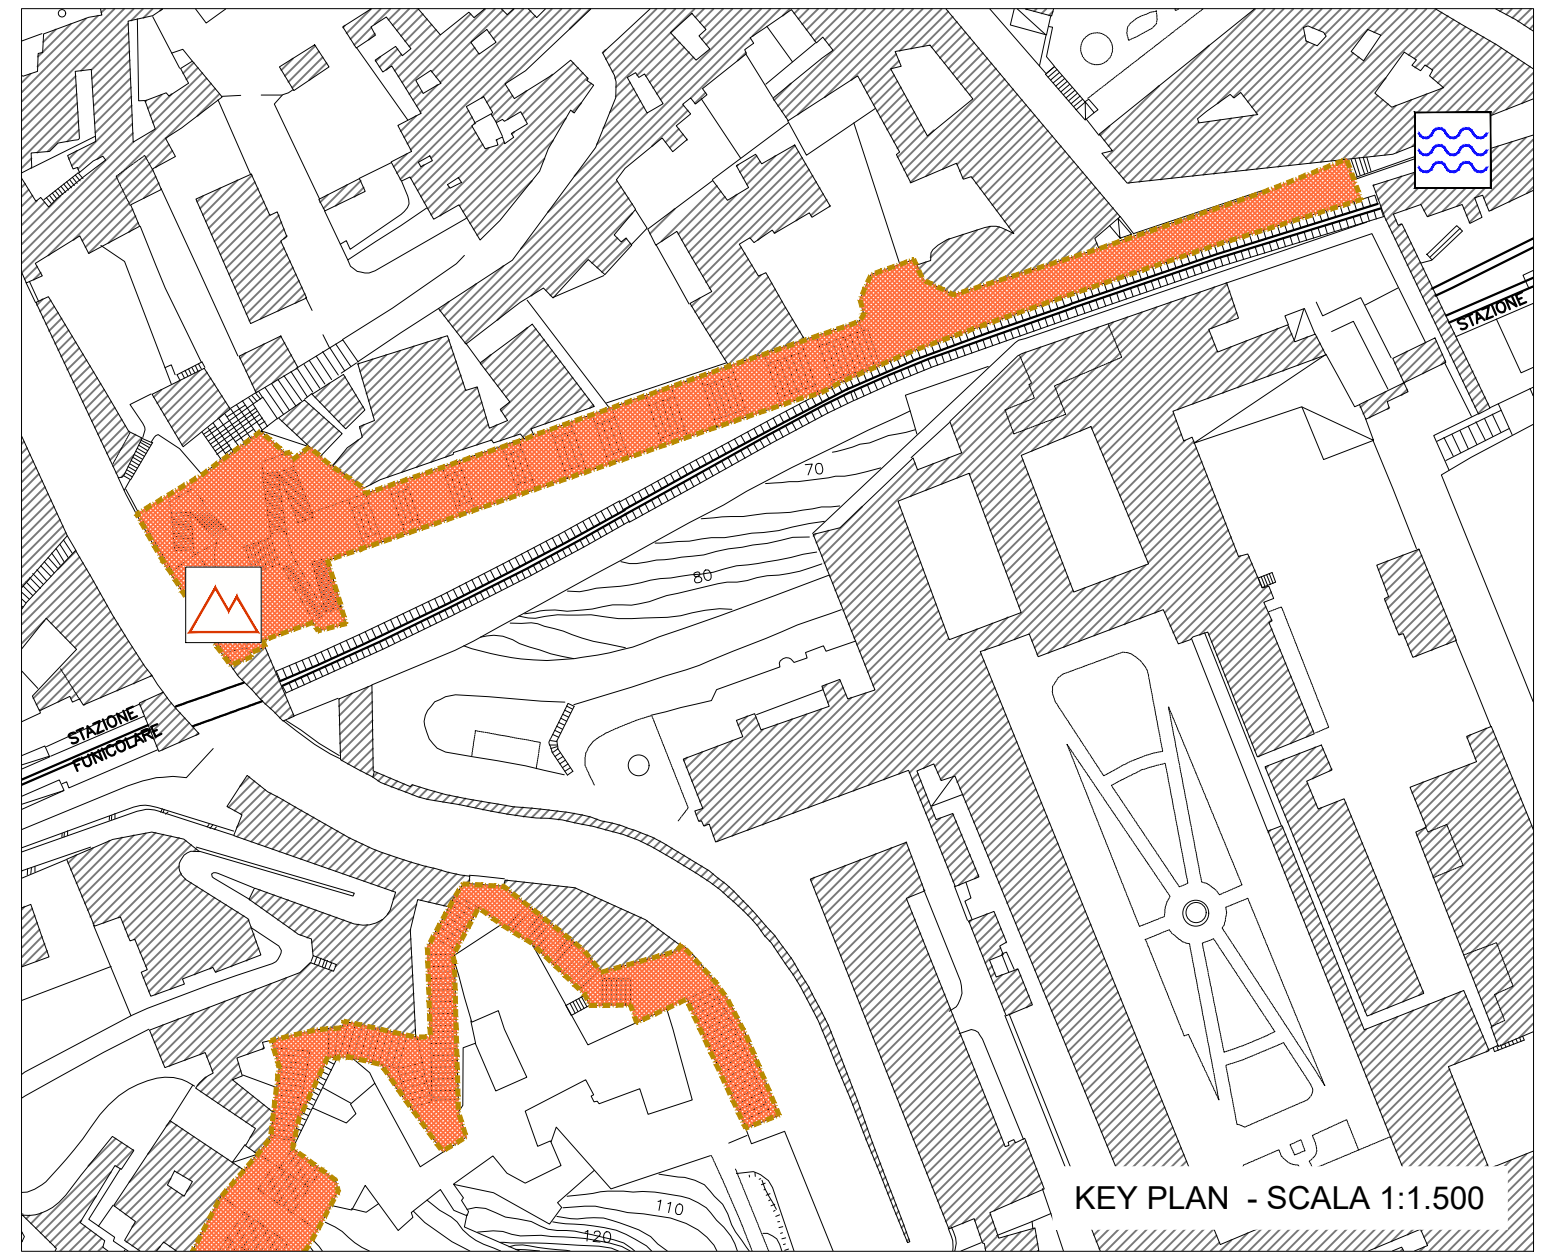 STAZIONE
70
80
STAZIONE
FUNICOLARE
KEY PLAN - SCALA 1:1.500
110
120